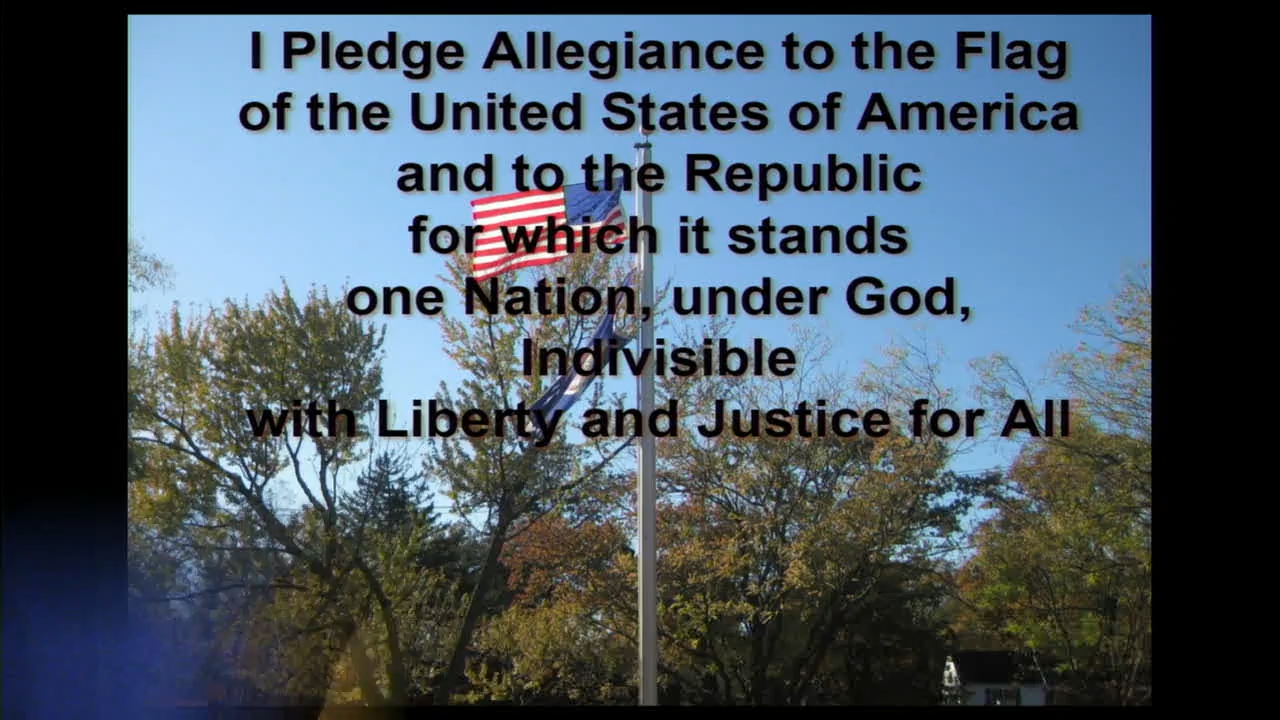 I Pledge Allegiance to the Flag
of the United States of America
and to the Republic
for which it stands
one Nation, under God,
Indivisible
with Liberty and Justice for All